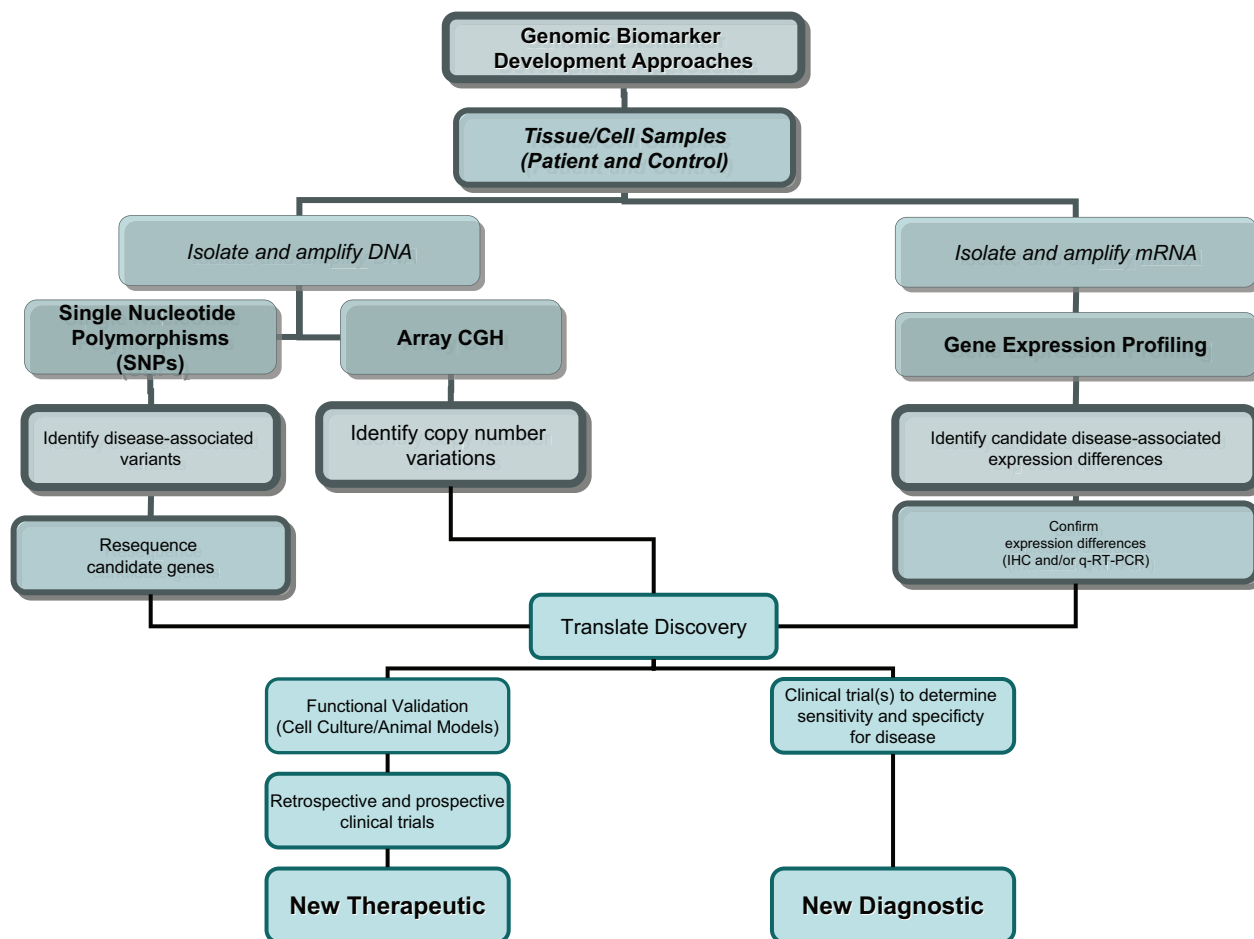 Genomic Biomarker
Development Approaches
Tissue/Cell Samples
(Patient and Control)
Isolate and amplify DNA
Isolate and amplify mRNA
Single Nucleotide
Polymorphisms
(SNPs)
Array CGH
Gene Expression Profiling
Identify disease-associated
variants
Identify copy number
variations
Identify candidate disease-associated
expression differences
Resequence
candidate genes
Confirm
expression differences
(IHC and/or q-RT-PCR)
Translate Discovery
Functional Validation
(Cell Culture/Animal Models)
Clinical trial(s) to determine
sensitivity and specificty
for disease
Retrospective and prospective
clinical trials
New Therapeutic
New Diagnostic